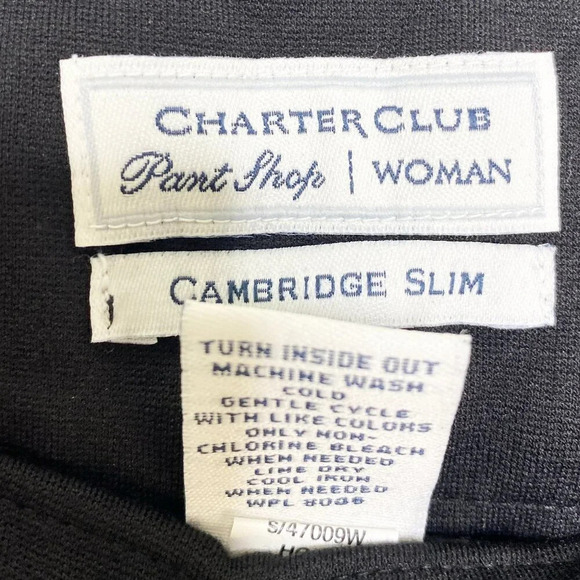 CHARTER CLUB
Pant Shop | WOMAN
CAMBRIDGE SLIM
TURN INSIDE OUT
MACHINE WASH
COLD
GENTLE CYCLE
WITH LIKE COLORS
ONLY NON-
CHLORINE BLEACH
WHEN NEEDED
LINE DRY
COOL IRON
WHEN NEEDED
WPL 8046
S/47009W